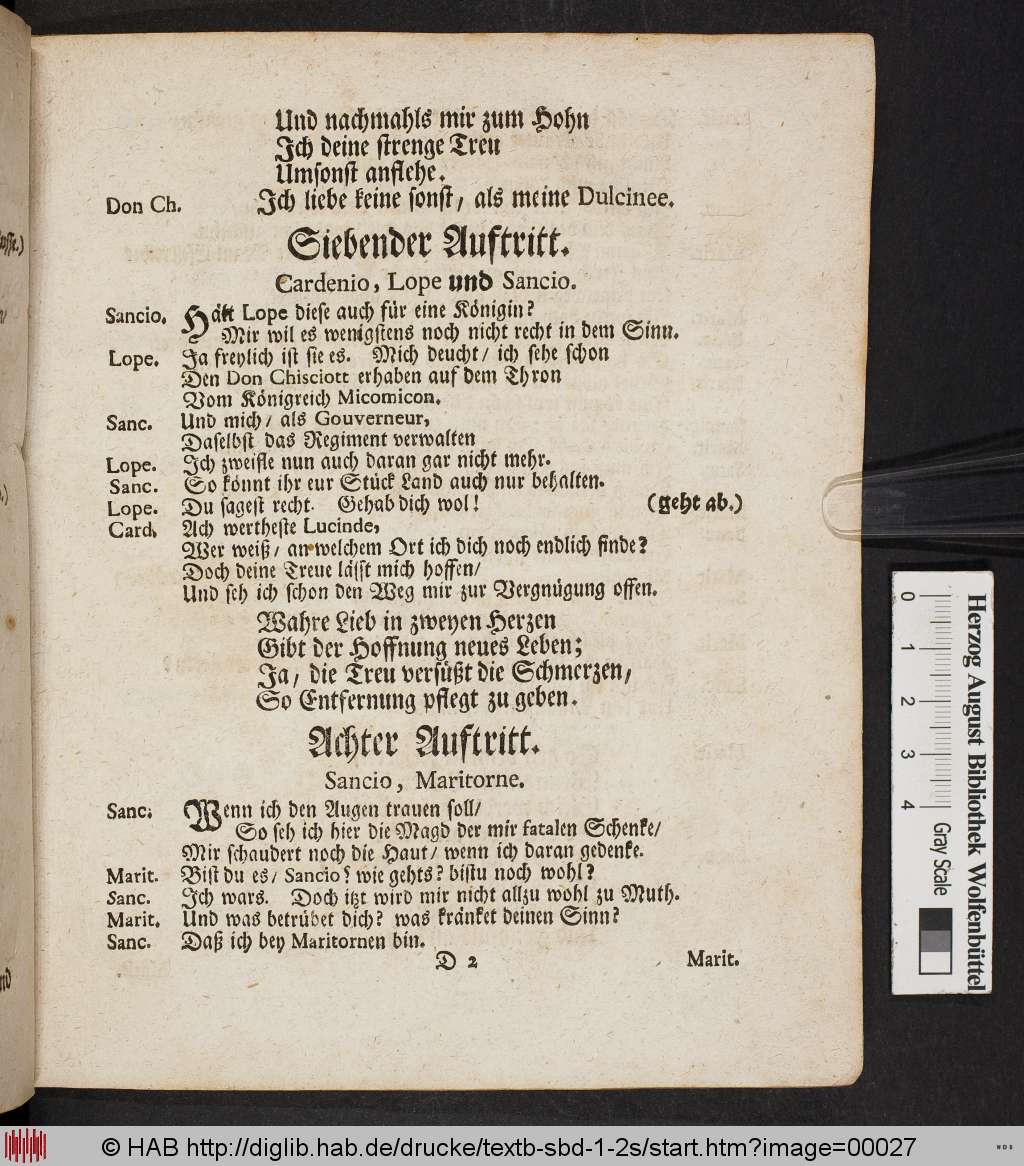 Und nachmahls mir zum Hohn
Ich deine strenge Treu
Umsonst anflehe.
Don Ch. Ich liebe keine sonst, als meine Dulcinee.
Siebender Auftritt.
Cardenio, Lope und Sancio.
Sancio. Hält Lope diese auch für eine Königin?
Mir wil es wenigstens noch nicht recht in dem Sinn.
Lope. Ja freylich ist sie es. Mich deucht/ ich sehe schon
Den Don Chisciott erhaben auf dem Thron
Vom Königreich Micomicon.
Sanc. Und mich/ als Gouverneur,
Daselbst das Regiment verwalten
Lope. Ich zweifle nun auch daran gar nicht mehr.
Sanc. So könnt ihr eur Stück Land auch nur behalten.
Lope. Du sagest recht. Gehab dich wol! (geht ab.)
Card. Ach wertheste Lucinde,
Wer weiß/ an welchem Ort ich dich noch endlich finde?
Doch deine Treue lässt mich hoffen/
Und seh ich schon den Weg mir zur Vergnügung offen.
Wahre Lieb in zweyen Herzen
Gibt der Hoffnung neues Leben;
Ja, die Treu versüßt die Schmerzen,
So Entfernung pflegt zu geben.
Achter Auftritt.
Sancio, Maritorne.
Sanc. Wenn ich den Augen trauen soll/
So seh ich hier die Magd der mir fatalen Schenke/
Mir schaudert noch die Haut/ wenn ich daran gedenke.
Marit. Bist du es/ Sancio? wie gehts? bistu noch wohl?
Sanc. Ich wars. Doch itzt wird mir nicht allzu wohl zu Muth.
Marit. Und was betrübet dich? was kränket deinen Sinn?
Sanc. Daß ich bey Maritornen bin.
D 2 Marit.
0 1 2 3 4
Gray Scale
Herzog August Bibliothek Wolfenbüttel
© HAB http://diglib.hab.de/drucke/textb-sbd-1-2s/start.htm?image=00027